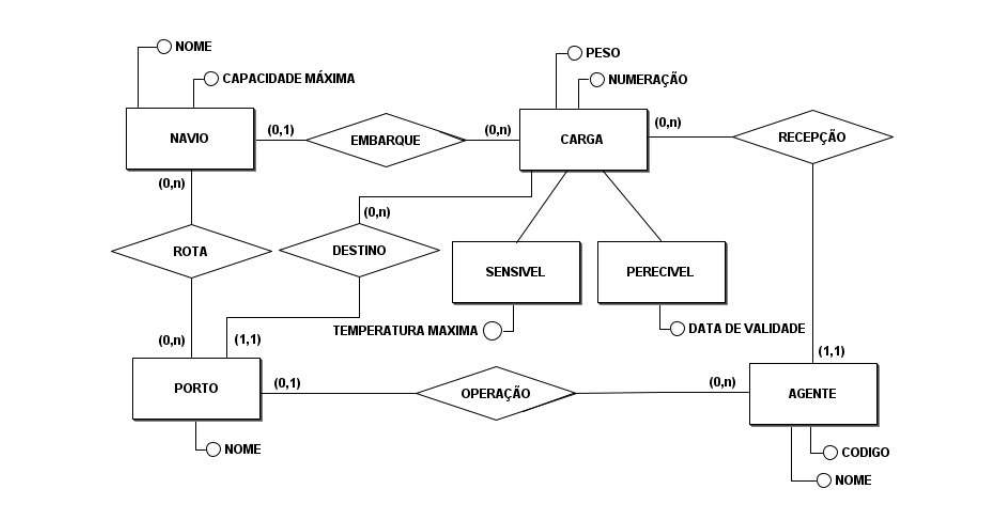 NOME
CAPACIDADE MÁXIMA
PESO
NUMERAÇÃO
NAVIO
(0,1)
EMBARQUE
(0,n)
CARGA
(0,n)
RECEPÇÃO
(0,n)
(0,n)
ROTA
DESTINO
SENSIVEL
PERECIVEL
TEMPERATURA MAXIMA
DATA DE VALIDADE
(0,n)
(1,1)
(1,1)
PORTO
(0,1)
OPERAÇÃO
(0,n)
AGENTE
NOME
CODIGO
NOME